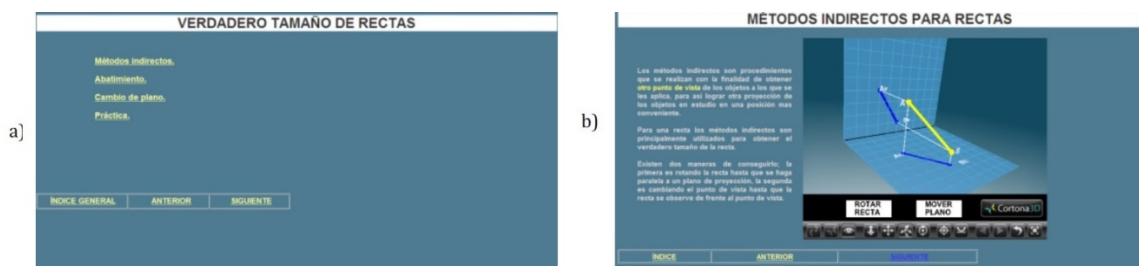 a)
VERDADERO TAMAÑO DE RECTAS
Métodos indirectos.
Abatimiento.
Cambio de plano.
Práctica.
ÍNDICE GENERAL ANTERIOR SIGUIENTE
b)
MÉTODOS INDIRECTOS PARA RECTAS
Los métodos indirectos son procedimientos
que se realizan con la finalidad de obtener
otro punto de vista de los objetos a los que se
les aplica, para así lograr otra proyección de
los objetos en estudio en una posición mas
conveniente.
Para una recta los métodos indirectos son
principalmente utilizados para obtener el
verdadero tamaño de la recta.
Existen dos maneras de conseguirlo; la
primera es rotando la recta hasta que se haga
paralela a un plano de proyección, la segunda
es cambiando el punto de vista hasta que la
recta se observe de frente al punto de vista.
A
ROTAR
RECTA
MOVER
PLANO
Cortona3D
ÍNDICE ANTERIOR SIGUIENTE